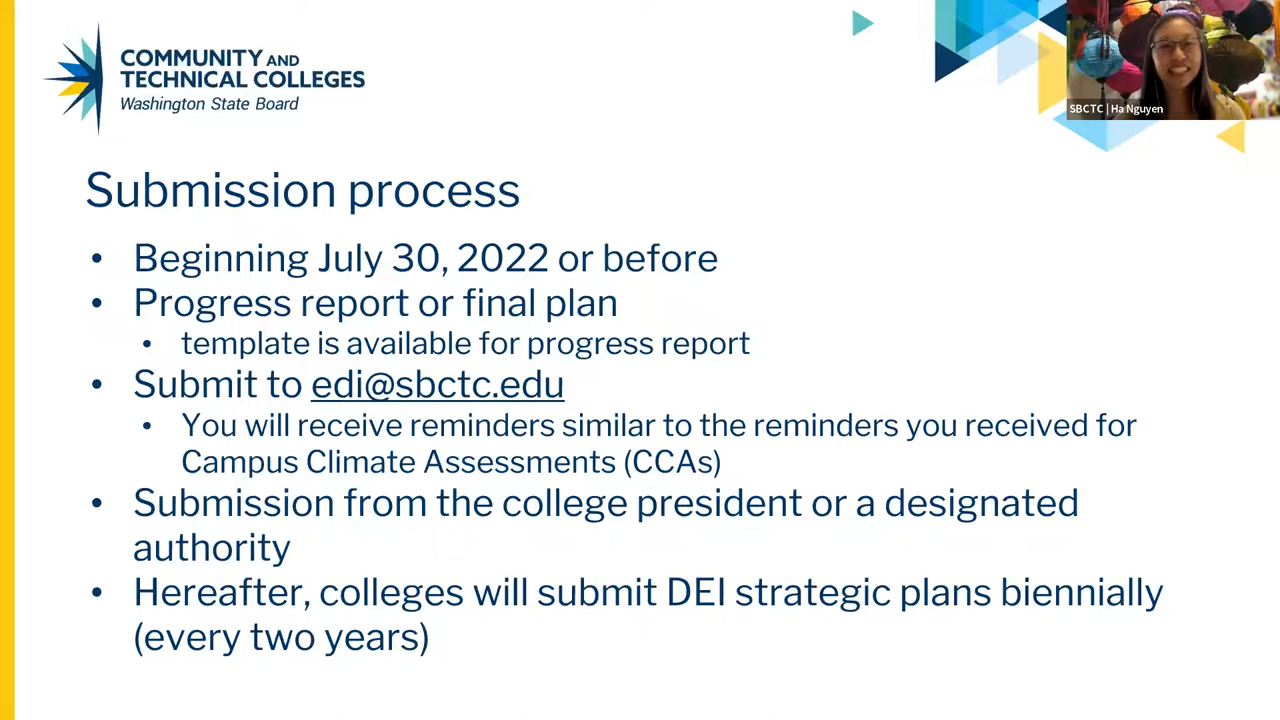 COMMUNITY AND
TECHNICAL COLLEGES
Washington State Board
SBCTC | Ha Nguyen
Submission process
• Beginning July 30, 2022 or before
• Progress report or final plan
• template is available for progress report
• Submit to edi@sbctc.edu
• You will receive reminders similar to the reminders you received for
Campus Climate Assessments (CCAs)
• Submission from the college president or a designated
authority
• Hereafter, colleges will submit DEI strategic plans biennially
(every two years)